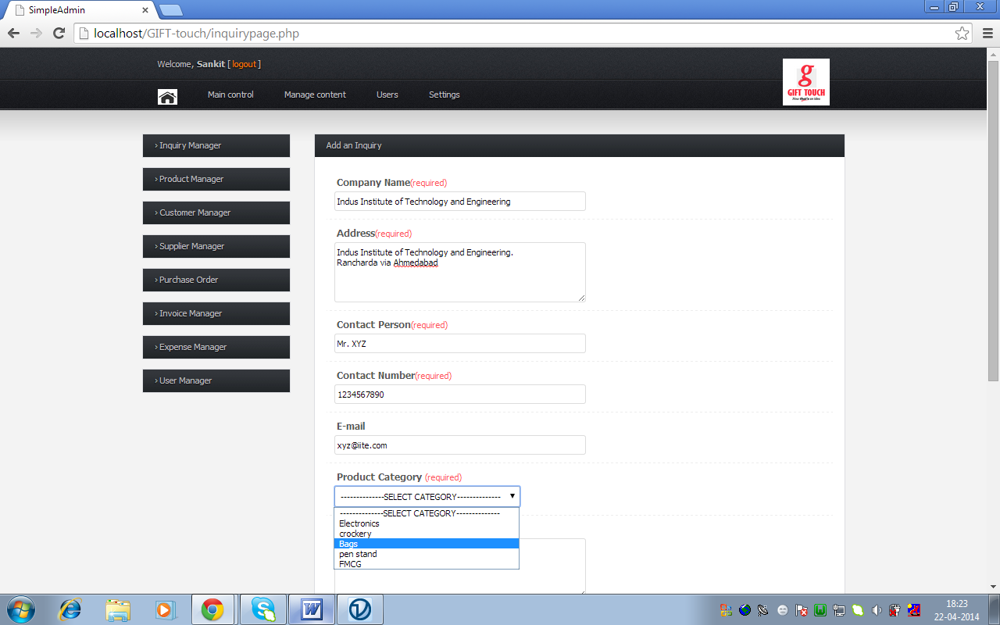 SimpleAdmin
localhost/GIFT-touch/inquirypage.php
Welcome, Sankit [ logout ]
g
GIFT TOUCH
Now that's an idea
Main control Manage content Users Settings
› Inquiry Manager
› Product Manager
› Customer Manager
› Supplier Manager
› Purchase Order
› Invoice Manager
› Expense Manager
› User Manager
Add an Inquiry
Company Name(required)
Indus Institute of Technology and Engineering
Address(required)
Indus Institute of Technology and Engineering.
Rancharda via Ahmedabad
Contact Person(required)
Mr. XYZ
Contact Number(required)
1234567890
E-mail
xyz@iite.com
Product Category (required)
--------------SELECT CATEGORY--------------
--------------SELECT CATEGORY--------------
Electronics
crockery
Bags
pen stand
FMCG
18:23
22-04-2014